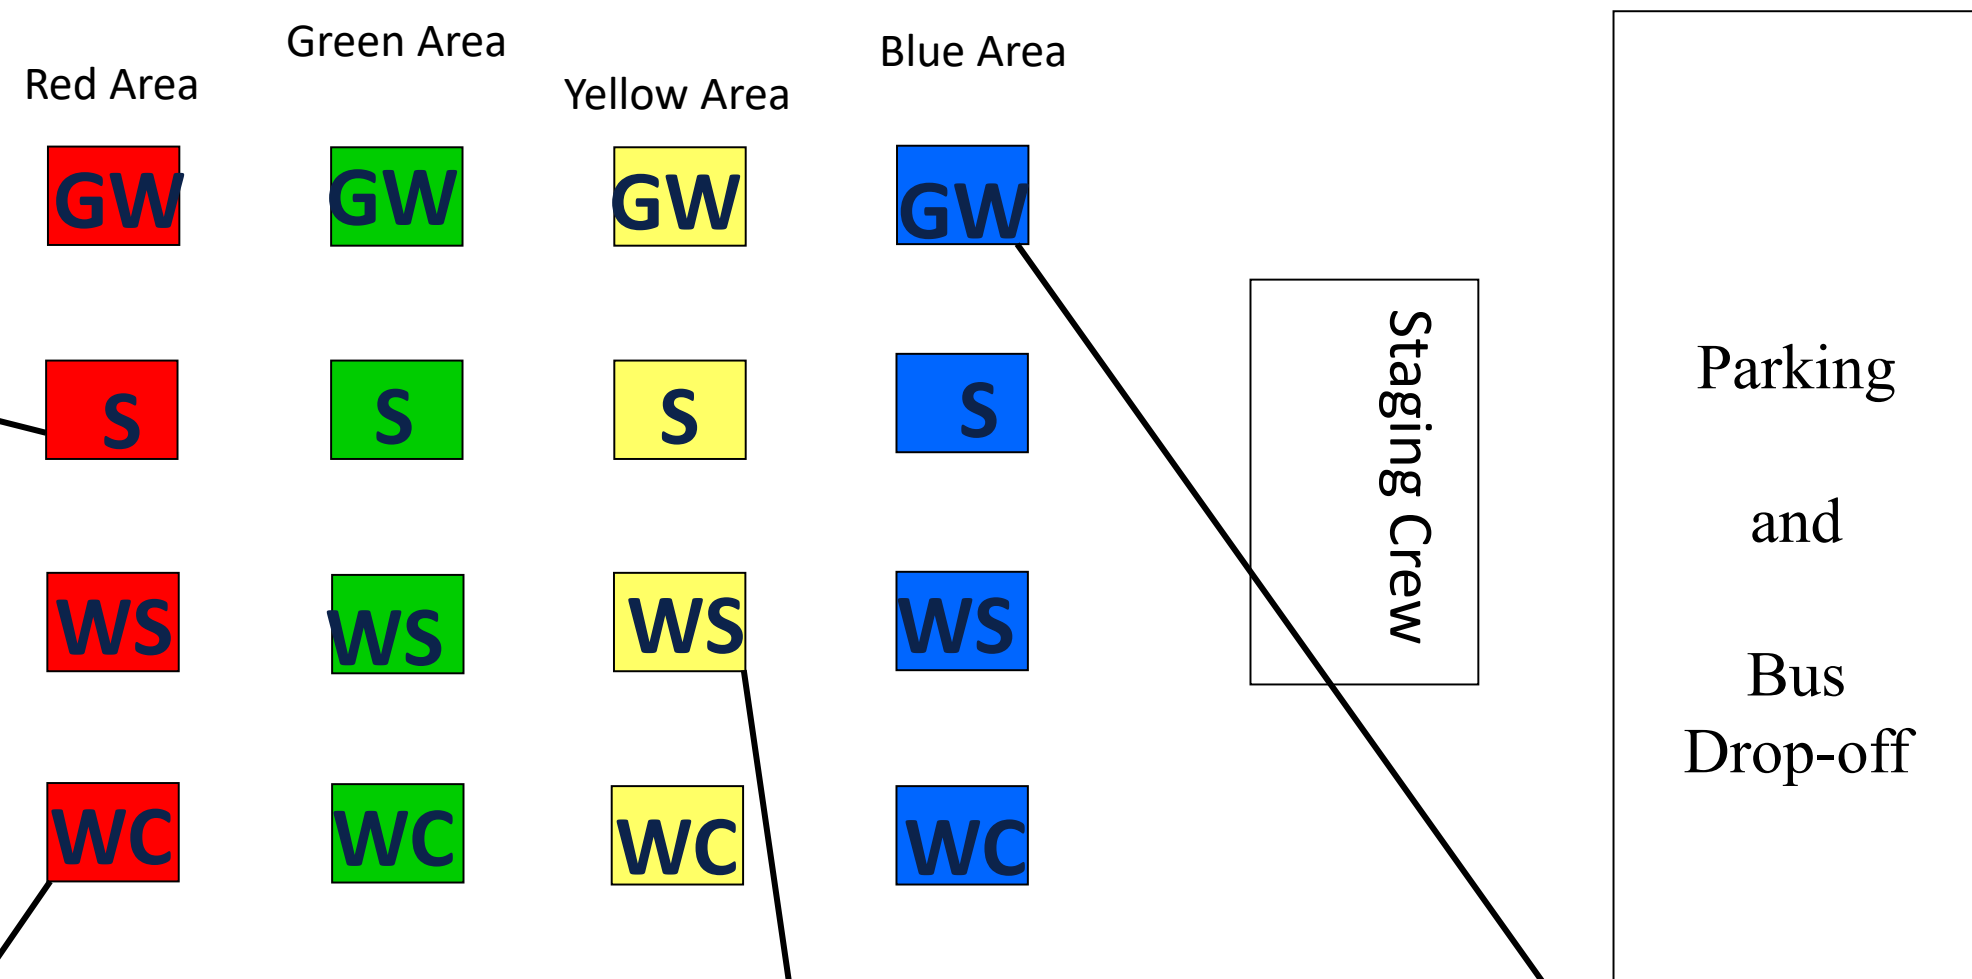 Red Area
Green Area
Yellow Area
Blue Area
GW
GW
GW
GW
S
S
S
S
WS
WS
WS
WS
WC
WC
WC
WC
Staging Crew
Parking
and
Bus
Drop-off